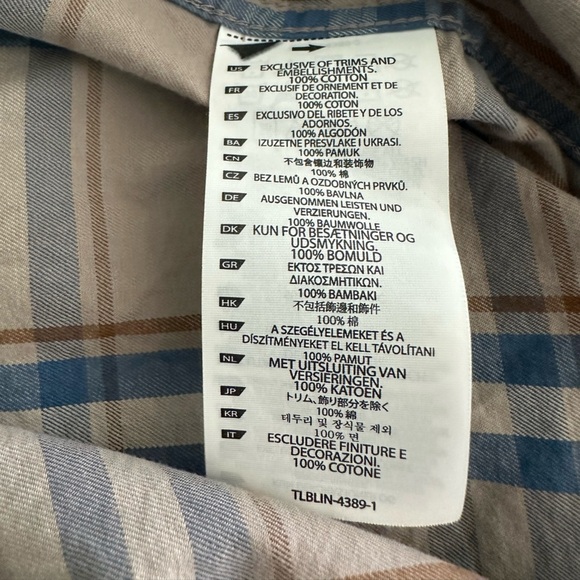 US EXCLUSIVE OF TRIMS AND
EMBELLISHMENTS.
100% COTTON
FR EXCLUSIF DE ORNEMENT ET DE
DECORATION.
100% COTON
ES EXCLUSIVO DEL RIBETE Y DE LOS
ADORNOS.
100% ALGODÓN
BA IZUZETNE PRESVLAKE I UKRASI.
100% PAMUK
CN 不包含镶边和装饰物
100% 棉
CZ BEZ LEMŮ A OZDOBNÝCH PRVKŮ.
100% BAVLNA
DE AUSGENOMMEN LEISTEN UND
VERZIERUNGEN.
100% BAUMWOLLE
DK KUN FOR BESÆTNINGER OG
UDSMYKNING.
100% BOMULD
GR ΕΚΤΟΣ ΤΡΕΣΩΝ ΚΑΙ
ΔΙΑΚΟΣΜΗΤΙΚΩΝ.
100% ΒΑΜΒΑΚΙ
HK 不包括飾邊和飾件
100% 棉
HU A SZEGÉLYELEMEKET ÉS A
DÍSZÍTMÉNYEKET EL KELL TÁVOLÍTANI
100% PAMUT
NL MET UITSLUITING VAN
VERSIERINGEN.
100% KATOEN
JP トリム、飾り部分を除く
100% 綿
KR 테두리 및 장식물 제외
100% 면
IT ESCLUDERE FINITURE E
DECORAZIONI.
100% COTONE
TLBLIN-4389-1